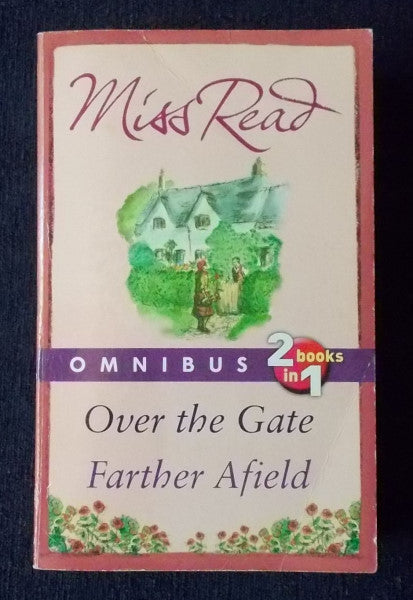 Miss Read
OMNIBUS
2 books
in 1
Over the Gate
Farther Afield